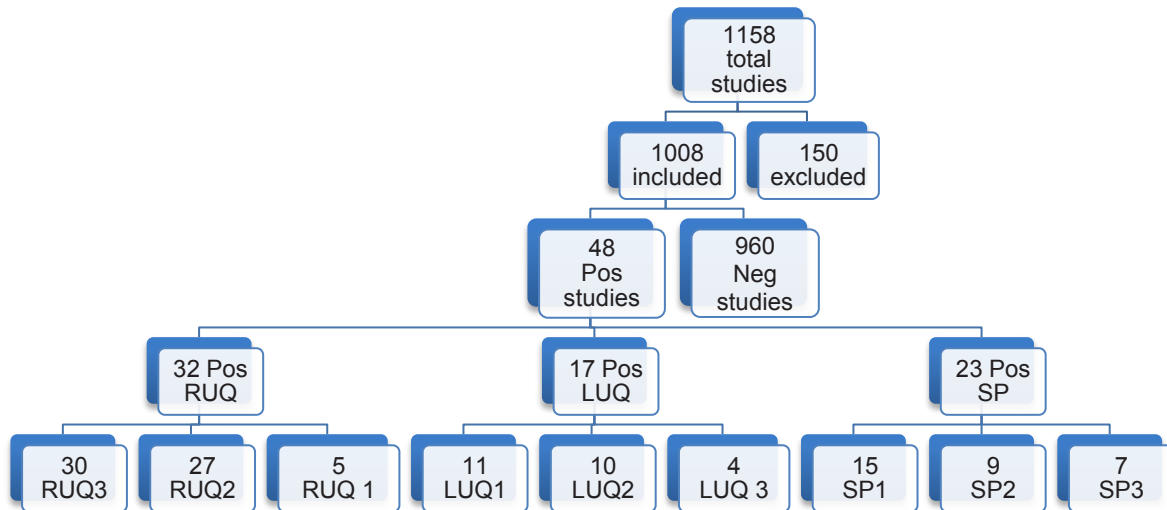 1158
total
studies
1008
included
150
excluded
48
Pos
studies
960
Neg
studies
32 Pos
RUQ
17 Pos
LUQ
23 Pos
SP
30
RUQ3
27
RUQ2
5
RUQ 1
11
LUQ1
10
LUQ2
4
LUQ 3
15
SP1
9
SP2
7
SP3